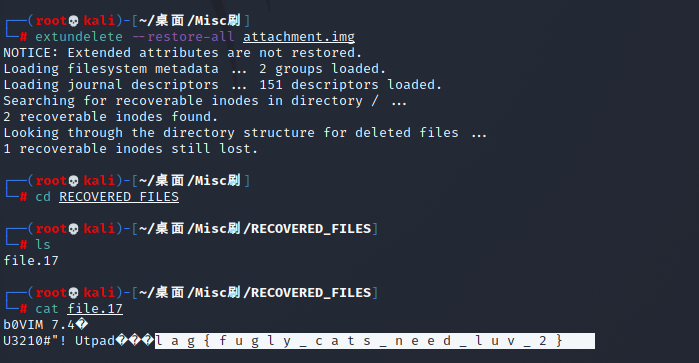 ┌──(root💀kali)-[~/桌面/Misc刷]
└─# extundelete --restore-all attachment.img
NOTICE: Extended attributes are not restored.
Loading filesystem metadata ... 2 groups loaded.
Loading journal descriptors ... 151 descriptors loaded.
Searching for recoverable inodes in directory / ...
2 recoverable inodes found.
Looking through the directory structure for deleted files ...
1 recoverable inodes still lost.
┌──(root💀kali)-[~/桌面/Misc刷]
└─# cd RECOVERED_FILES
┌──(root💀kali)-[~/桌面/Misc刷/RECOVERED_FILES]
└─# ls
file.17
┌──(root💀kali)-[~/桌面/Misc刷/RECOVERED_FILES]
└─# cat file.17
b0VIM 7.4�
U3210#"! Utpad���l a g { f u g l y _ c a t s _ n e e d _ l u v _ 2 }